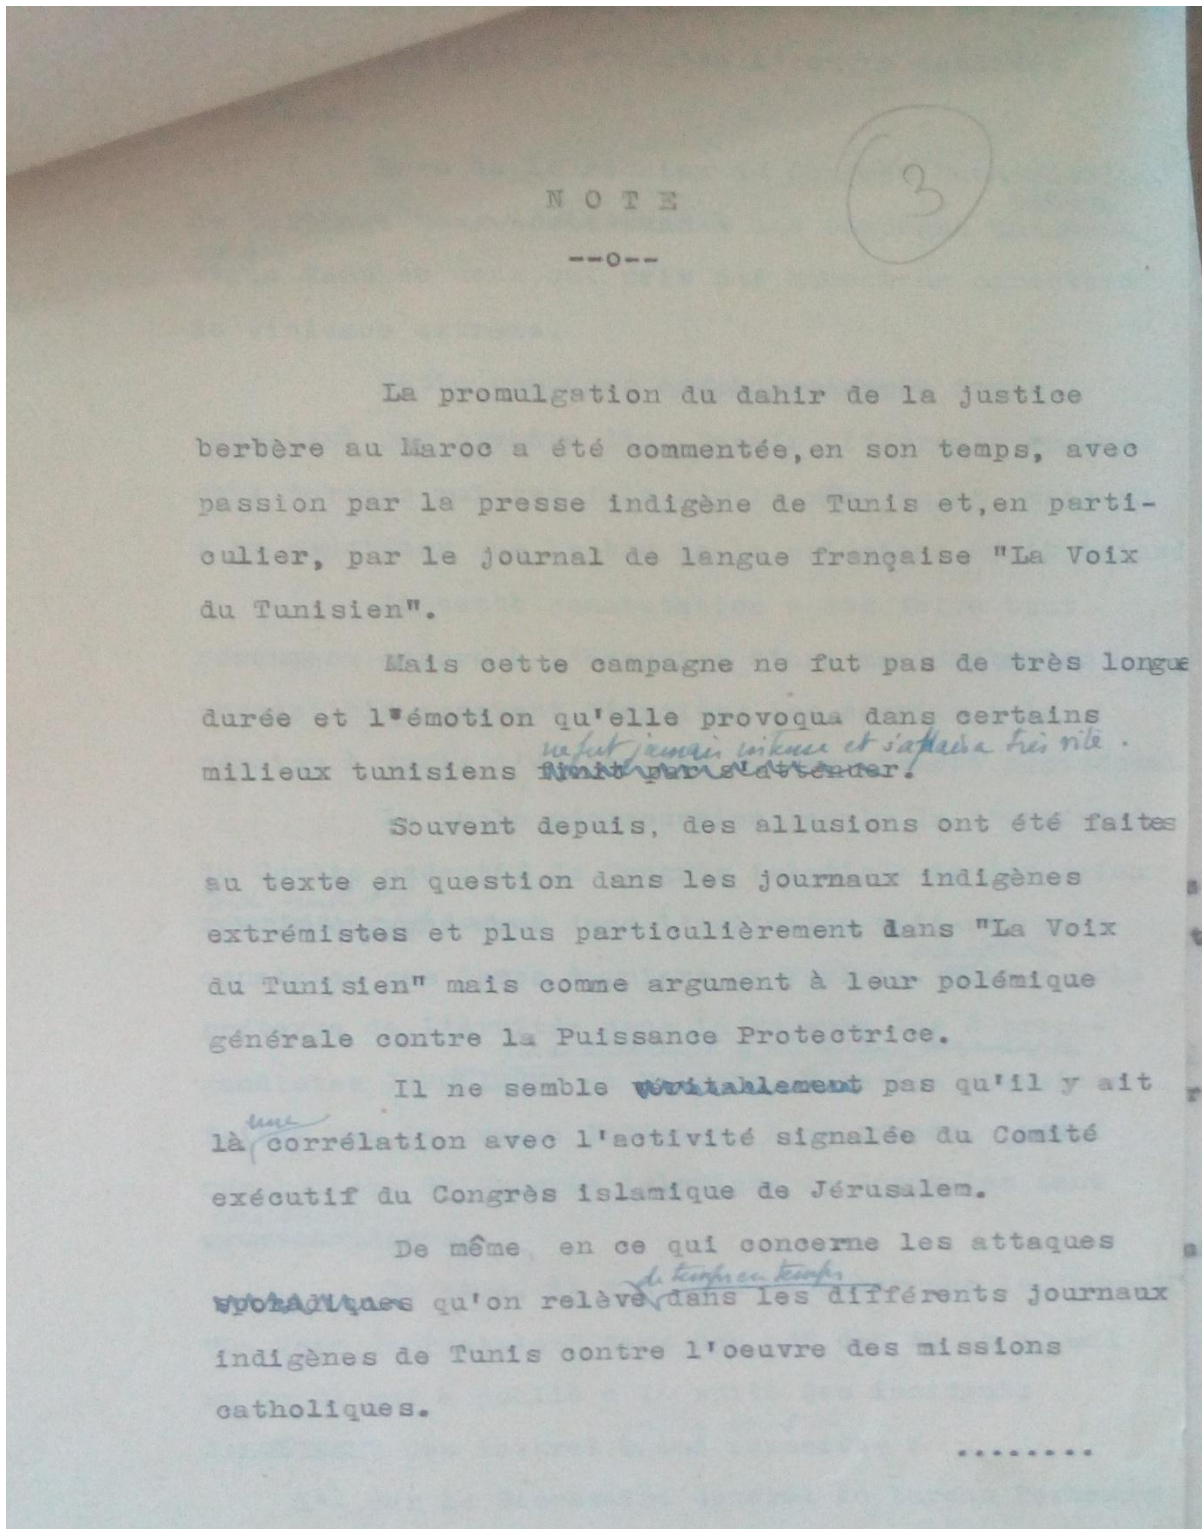 3
NOTE
--o--
La promulgation du dahir de la justice
berbère au Maroc a été commentée, en son temps, avec
passion par la presse indigène de Tunis et, en parti-
culier, par le journal de langue française "La Voix
du Tunisien".
Mais cette campagne ne fut pas de très longue
durée et l'émotion qu'elle provoqua dans certains
ne fut jamais intense et s'apaisa très vite.
milieux tunisiens finit par s'atténuer.
Souvent depuis, des allusions ont été faites
au texte en question dans les journaux indigènes
extrémistes et plus particulièrement dans "La Voix
du Tunisien" mais comme argument à leur polémique
générale contre la Puissance Protectrice.
Il ne semble véritablement pas qu'il y ait
une
là corrélation avec l'activité signalée du Comité
exécutif du Congrès islamique de Jérusalem.
De même en ce qui concerne les attaques
de temps en temps
sporadiques qu'on relève dans les différents journaux
indigènes de Tunis contre l'oeuvre des missions
catholiques.
........